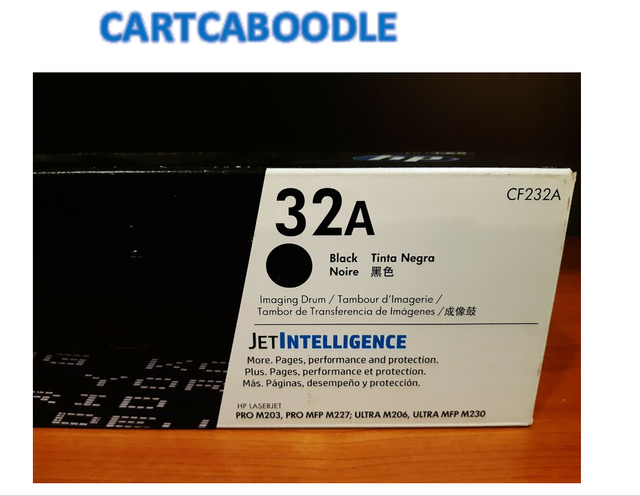 CARTCABOODLE
hp
32A
CF232A
Black Tinta Negra
Noire 黑色
Imaging Drum / Tambour d'Imagerie /
Tambor de Transferencia de Imágenes /成像鼓
JETINTELLIGENCE
More. Pages, performance and protection.
Plus. Pages, performance et protection.
Más. Páginas, desempeño y protección.
HP LASERJET
PRO M203, PRO MFP M227; ULTRA M206, ULTRA MFP M230